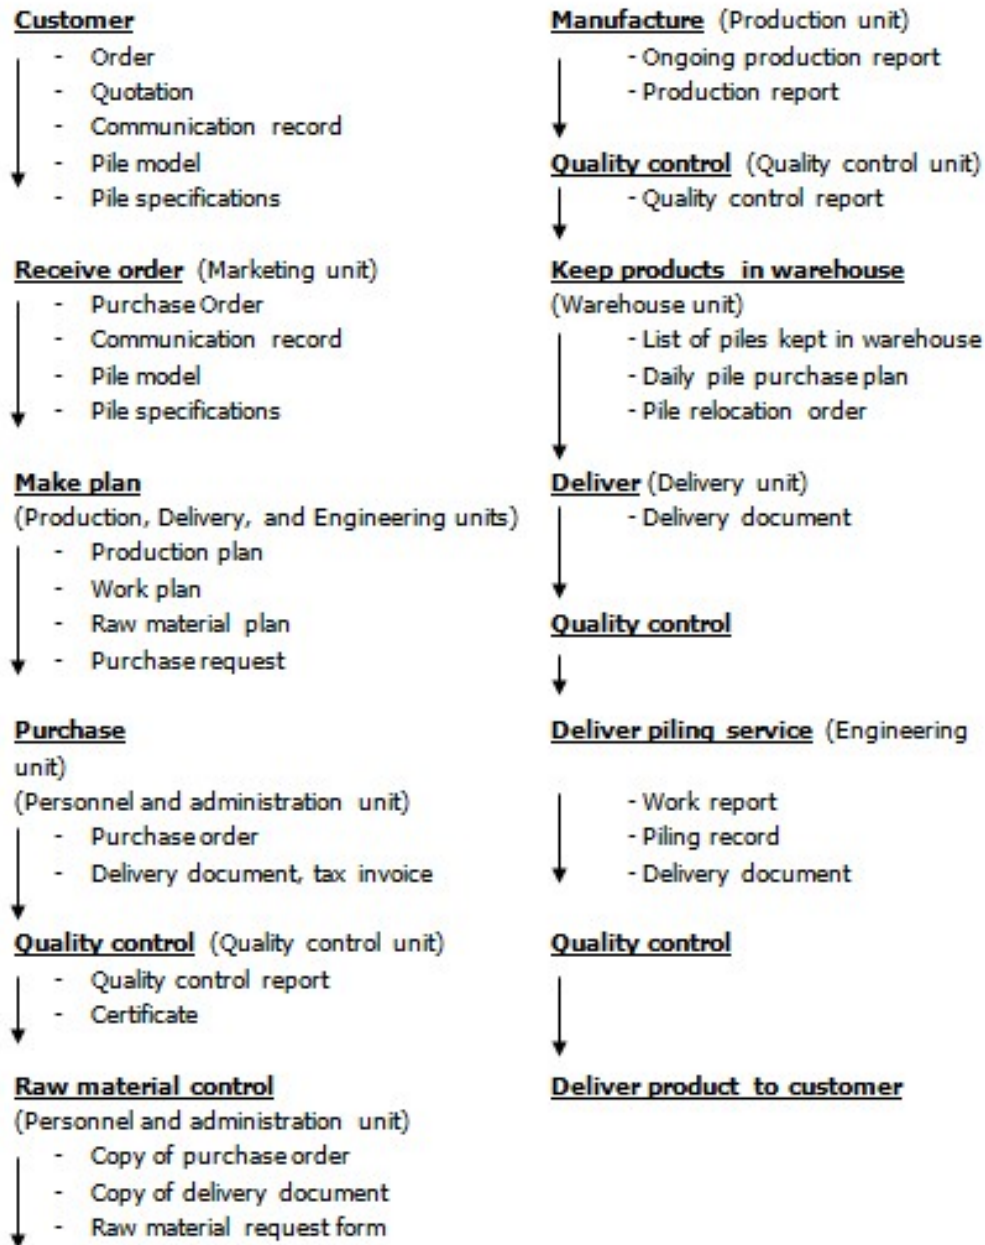 Customer
- Order
- Quotation
- Communication record
- Pile model
- Pile specifications
Receive order (Marketing unit)
- Purchase Order
- Communication record
- Pile model
- Pile specifications
Make plan
(Production, Delivery, and Engineering units)
- Production plan
- Work plan
- Raw material plan
- Purchase request
Purchase
(Personnel and administration unit)
- Purchase order
- Delivery document, tax invoice
Quality control (Quality control unit)
- Quality control report
- Certificate
Raw material control
(Personnel and administration unit)
- Copy of purchase order
- Copy of delivery document
- Raw material request form
Manufacture (Production unit)
- Ongoing production report
- Production report
Quality control (Quality control unit)
- Quality control report
Keep products in warehouse
(Warehouse unit)
- List of piles kept in warehouse
- Daily pile purchase plan
- Pile relocation order
Deliver (Delivery unit)
- Delivery document
Quality control
Deliver piling service (Engineering
unit)
- Work report
- Piling record
- Delivery document
Quality control
Deliver product to customer